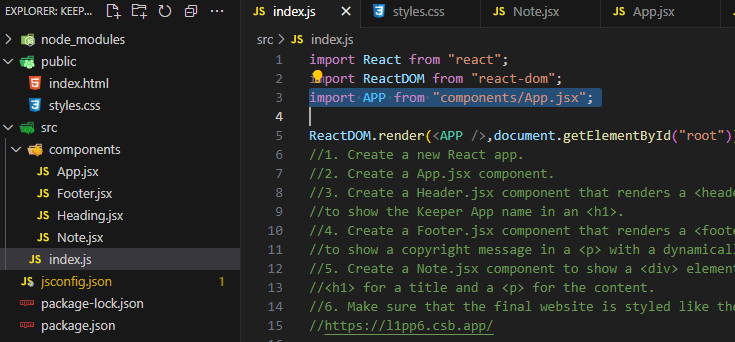 EXPLORER: KEEP...
node_modules
public
index.html
styles.css
src
components
App.jsx
Footer.jsx
Heading.jsx
Note.jsx
index.js
jsconfig.json 1
package-lock.json
package.json
index.js
styles.css
Note.jsx
App.jsx
src > index.js
1 import React from "react";
2 import ReactDOM from "react-dom";
3 import APP from "components/App.jsx";
4
5 ReactDOM.render(<APP />,document.getElementById("root")
6 //1. Create a new React app.
7 //2. Create a App.jsx component.
8 //3. Create a Header.jsx component that renders a <heade
9 //to show the Keeper App name in an <h1>.
10 //4. Create a Footer.jsx component that renders a <foote
11 //to show a copyright message in a <p> with a dynamicall
12 //5. Create a Note.jsx component to show a <div> element
13 //<h1> for a title and a <p> for the content.
14 //6. Make sure that the final website is styled like the
15 //https://l1pp6.csb.app/